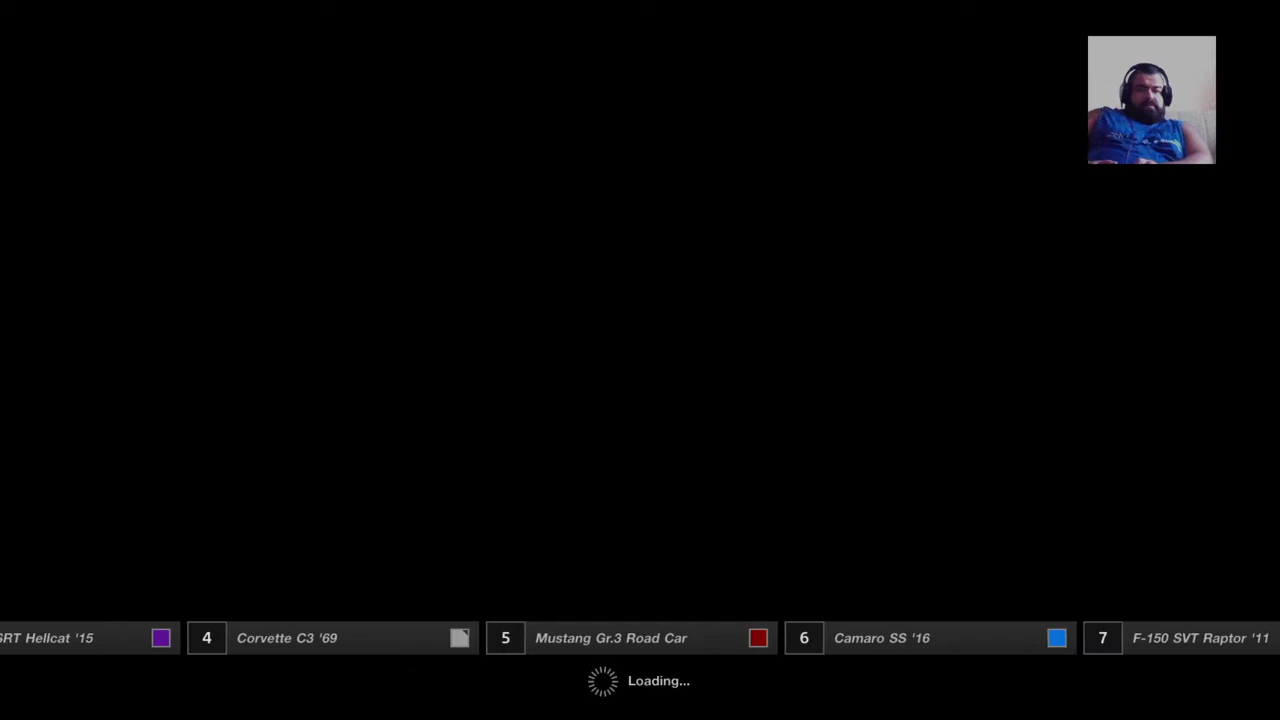 SRT Hellcat '15
4 Corvette C3 '69
5 Mustang Gr.3 Road Car
6 Camaro SS '16
7 F-150 SVT Raptor '11
Loading...